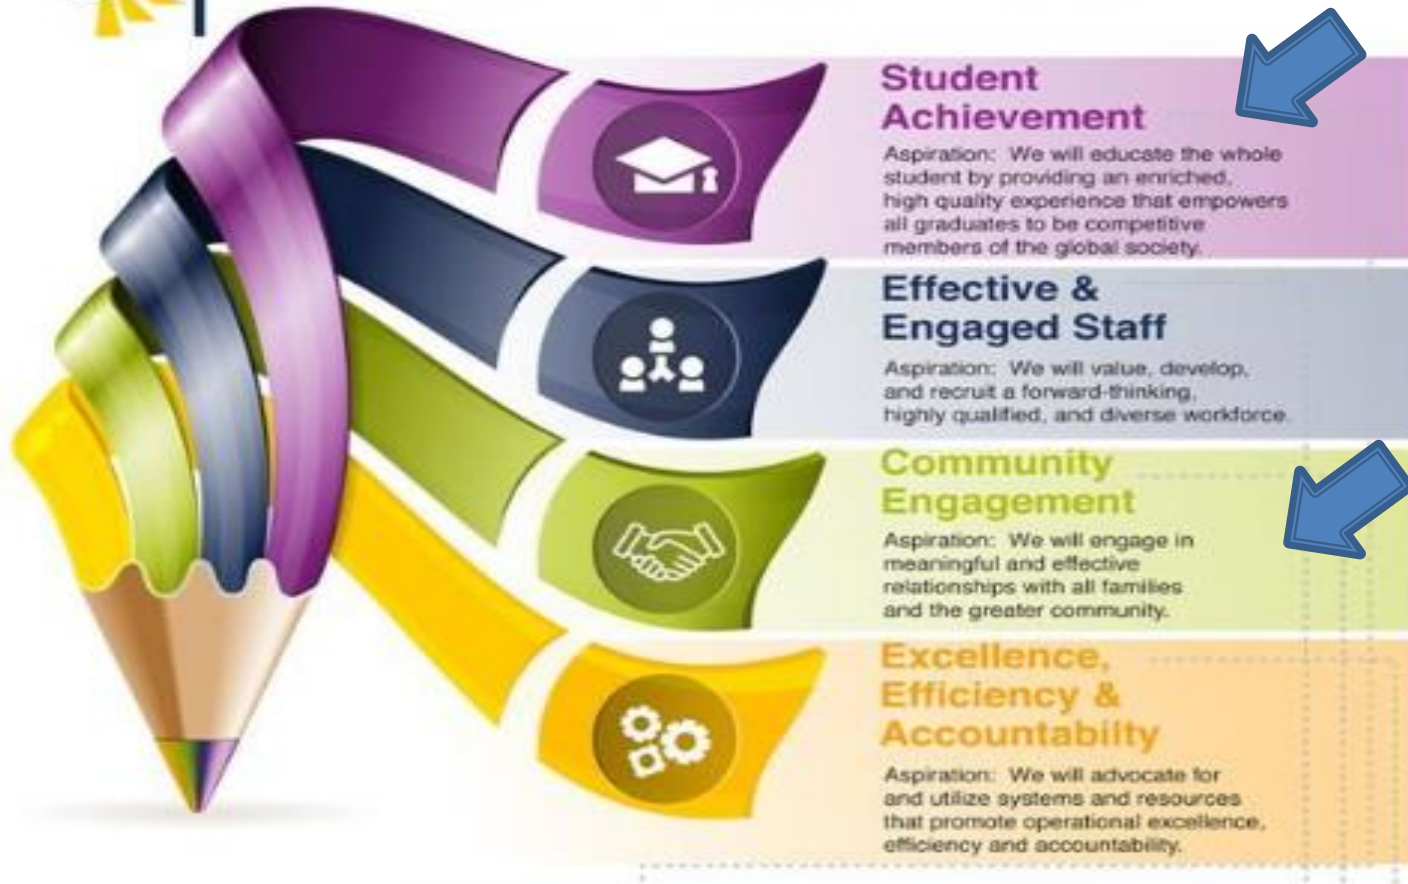 Student
Achievement
Aspiration: We will educate the whole
student by providing an enriched,
high quality experience that empowers
all graduates to be competitive
members of the global society.
Effective &
Engaged Staff
Aspiration: We will value, develop,
and recruit a forward-thinking,
highly qualified, and diverse workforce.
Community
Engagement
Aspiration: We will engage in
meaningful and effective
relationships with all families
and the greater community.
Excellence,
Efficiency &
Accountabilty
Aspiration: We will advocate for
and utilize systems and resources
that promote operational excellence,
efficiency and accountability.